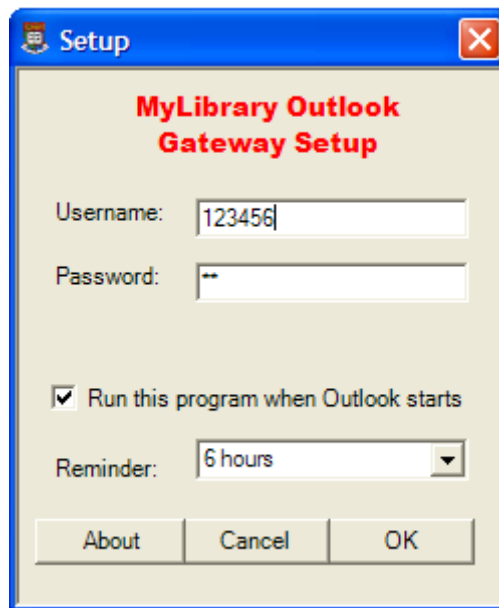 Setup
MyLibrary Outlook
Gateway Setup
Username: 123456
Password: **
Run this program when Outlook starts
Reminder: 6 hours
About Cancel OK